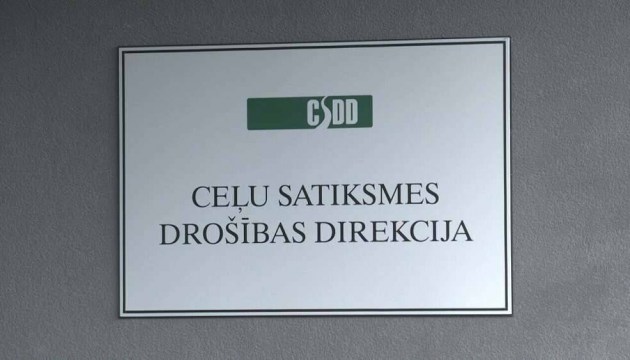 CSDD
CEĻU SATIKSMES
DROŠĪBAS DIREKCIJA